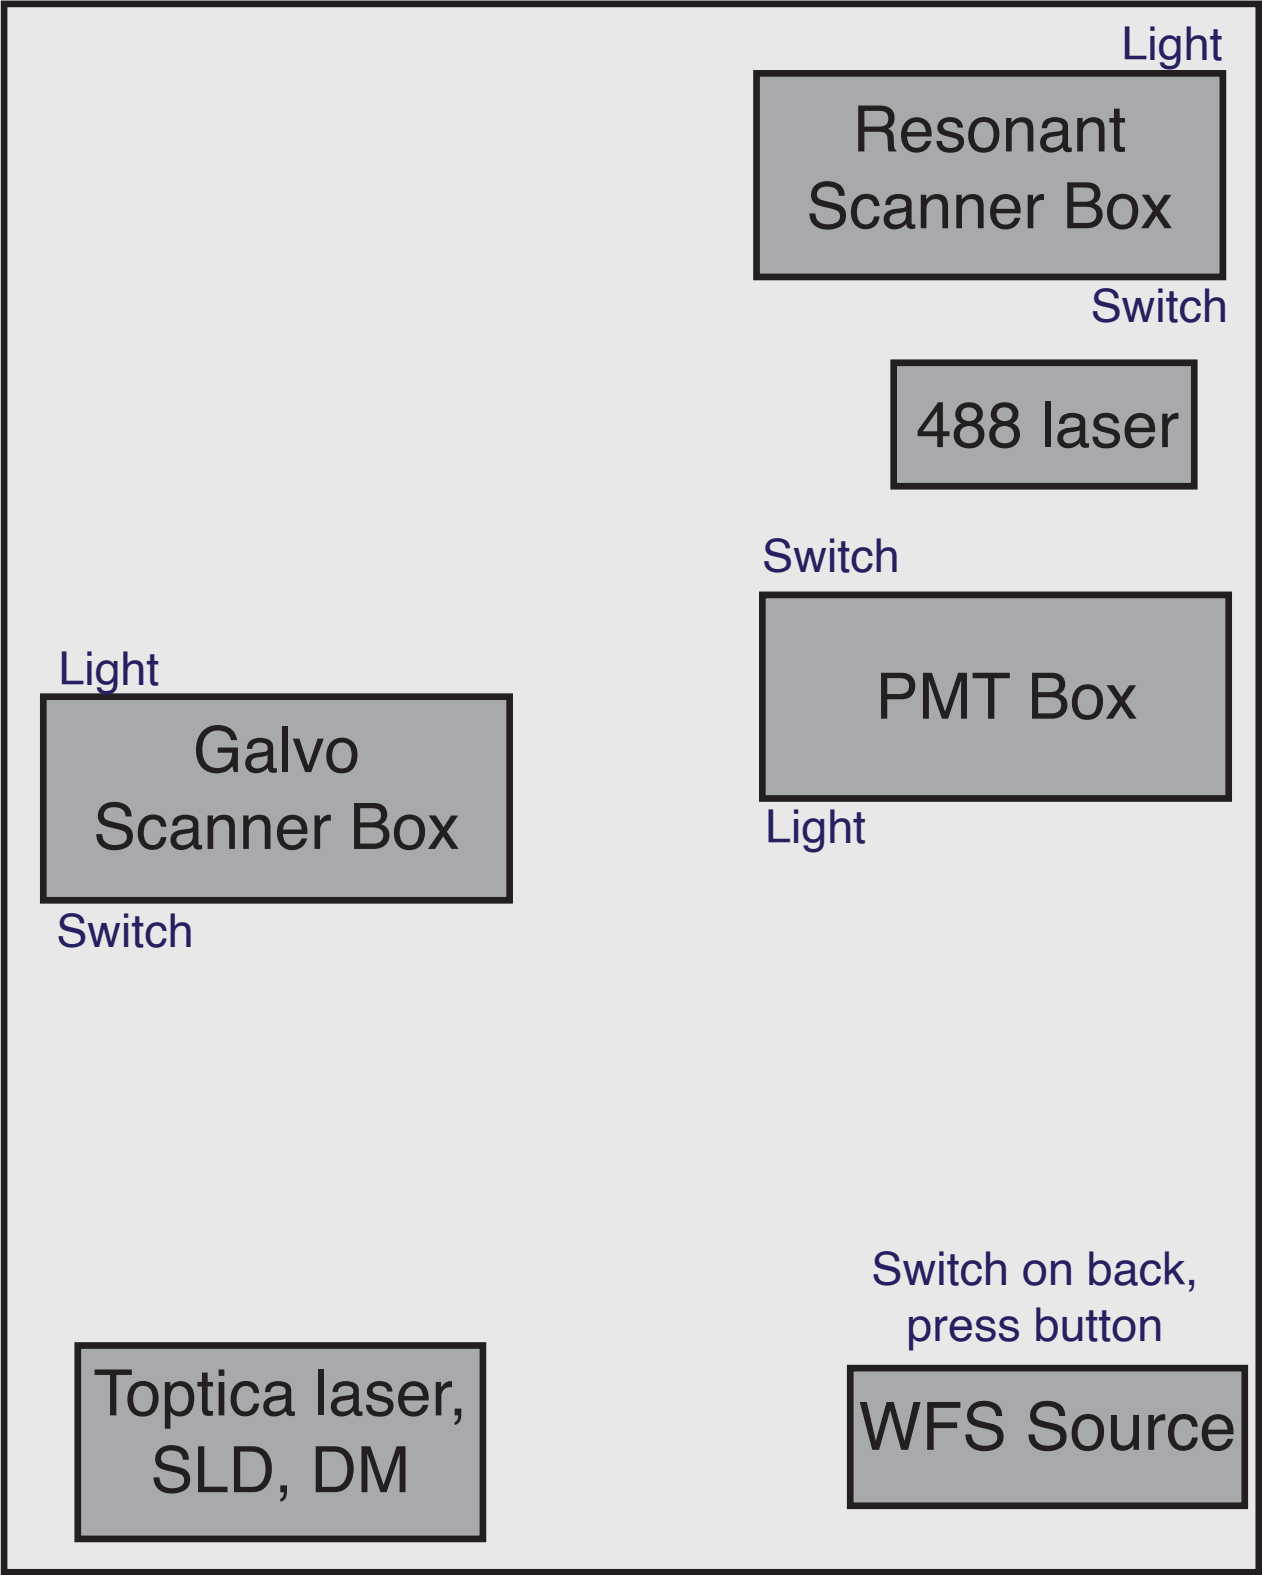 Light
Resonant
Scanner Box
Switch
488 laser
Switch
PMT Box
Light
Light
Galvo
Scanner Box
Switch
Switch on back,
press button
WFS Source
Toptica laser,
SLD, DM